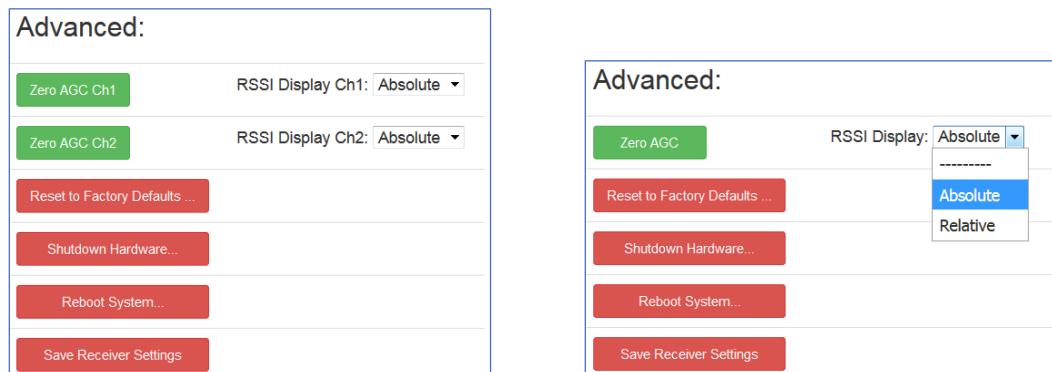 Advanced:
Zero AGC Ch1 RSSI Display Ch1: Absolute
Zero AGC Ch2 RSSI Display Ch2: Absolute
Reset to Factory Defaults ...
Shutdown Hardware...
Reboot System...
Save Receiver Settings
Advanced:
Zero AGC RSSI Display: Absolute
---------
Absolute
Relative
Reset to Factory Defaults ...
Shutdown Hardware...
Reboot System...
Save Receiver Settings